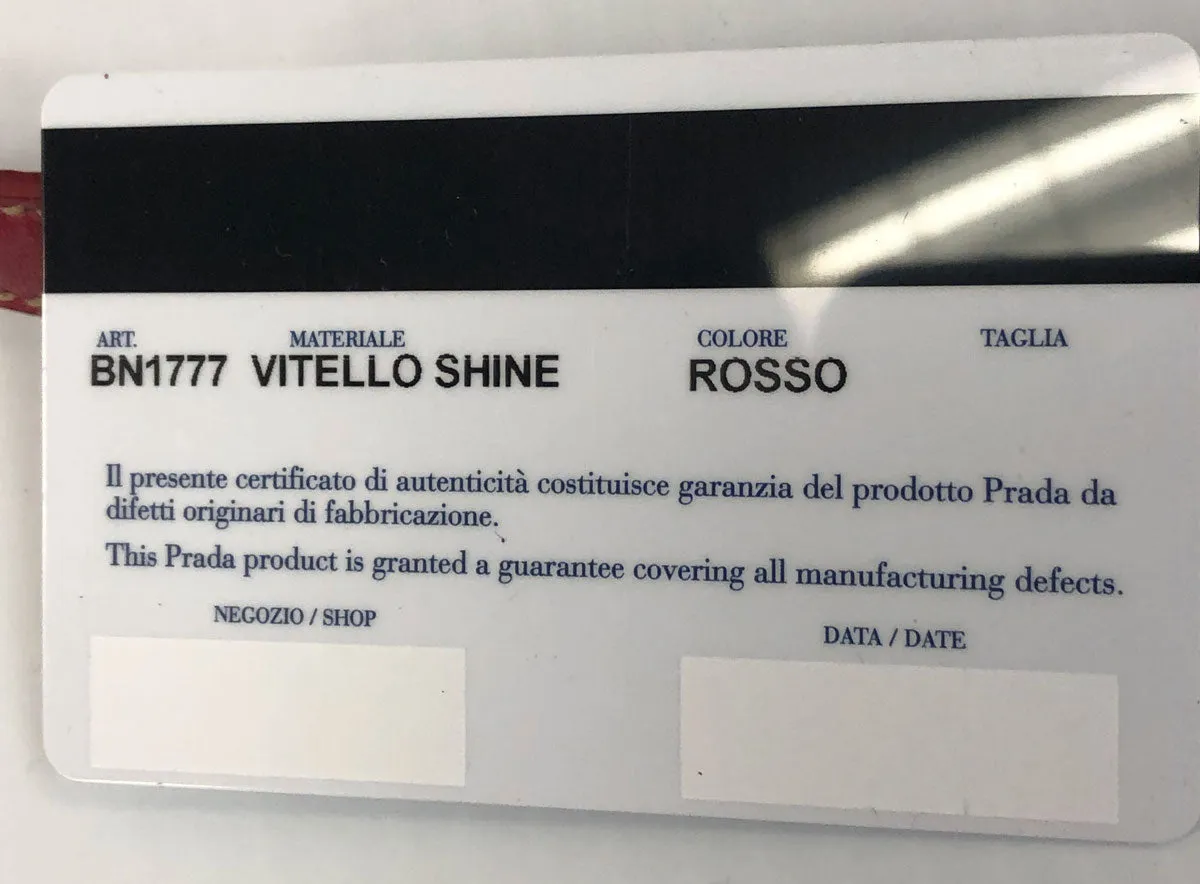 ART. MATERIALE COLORE TAGLIA
BN1777 VITELLO SHINE ROSSO
Il presente certificato di autenticità costituisce garanzia del prodotto Prada da
difetti originari di fabbricazione.
This Prada product is granted a guarantee covering all manufacturing defects.
NEGOZIO / SHOP DATA / DATE